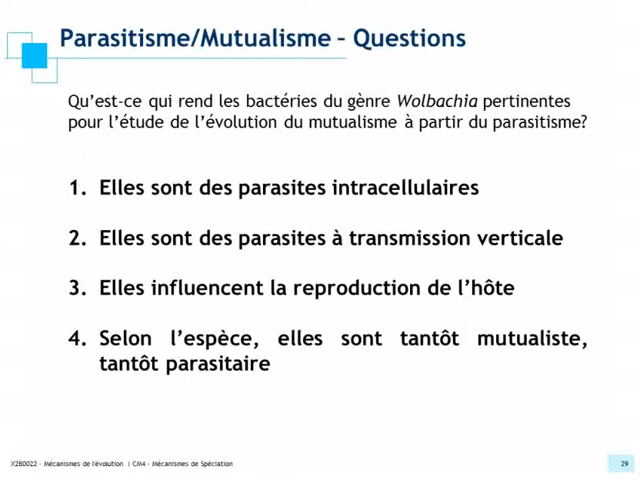 Parasitisme/Mutualisme – Questions
Qu’est-ce qui rend les bactéries du gènre Wolbachia pertinentes
pour l’étude de l’évolution du mutualisme à partir du parasitisme?
1. Elles sont des parasites intracellulaires
2. Elles sont des parasites à transmission verticale
3. Elles influencent la reproduction de l’hôte
4. Selon l’espèce, elles sont tantôt mutualiste,
tantôt parasitaire
X2B0022 - Mécanismes de l'évolution | CM4 - Mécanismes de Spéciation
29